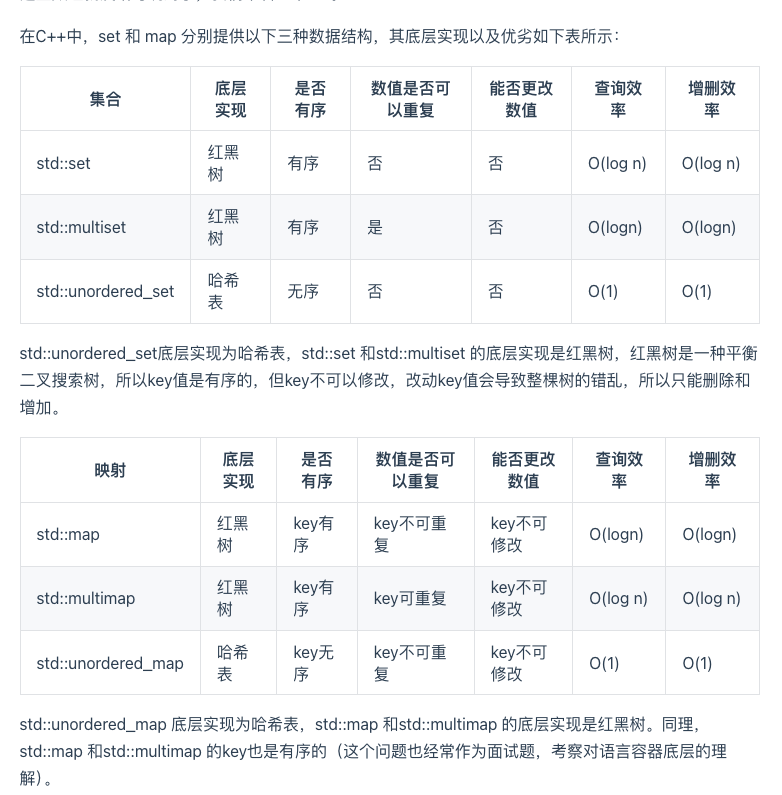 在C++中，set 和 map 分别提供以下三种数据结构，其底层实现以及优劣如下表所示：
集合 底层实现 是否有序 数值是否可以重复 能否更改数值 查询效率 增删效率
std::set 红黑树 有序 否 否 O(log n) O(log n)
std::multiset 红黑树 有序 是 否 O(logn) O(logn)
std::unordered_set 哈希表 无序 否 否 O(1) O(1)
std::unordered_set底层实现为哈希表，std::set 和std::multiset 的底层实现是红黑树，红黑树是一种平衡
二叉搜索树，所以key值是有序的，但key不可以修改，改动key值会导致整棵树的错乱，所以只能删除和
增加。
映射 底层实现 是否有序 数值是否可以重复 能否更改数值 查询效率 增删效率
std::map 红黑树 key有序 key不可重复 key不可修改 O(logn) O(logn)
std::multimap 红黑树 key有序 key可重复 key不可修改 O(log n) O(log n)
std::unordered_map 哈希表 key无序 key不可重复 key不可修改 O(1) O(1)
std::unordered_map 底层实现为哈希表，std::map 和std::multimap 的底层实现是红黑树。同理，
std::map 和std::multimap 的key也是有序的（这个问题也经常作为面试题，考察对语言容器底层的理
解）。